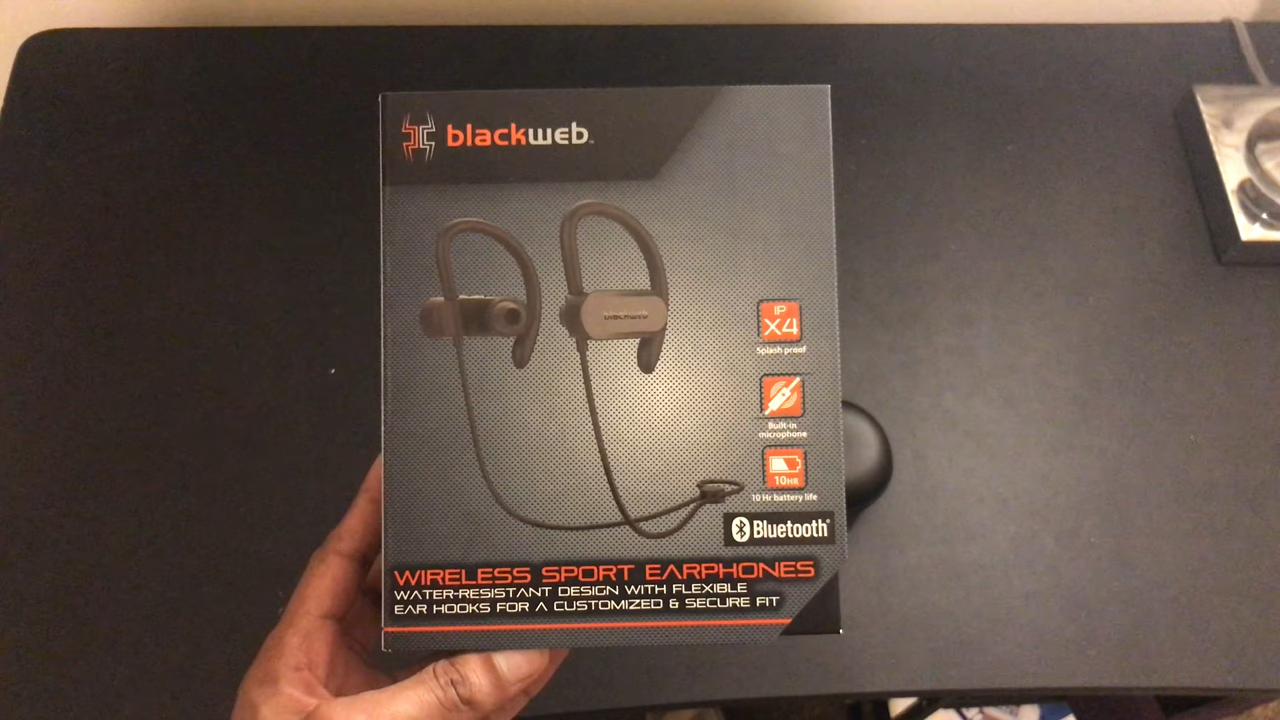 blackweb™
blackweb
IP
X4
Splash proof
Built-in
microphone
10HR
10 Hr battery life
Bluetooth®
WIRELESS SPORT EARPHONES
WATER-RESISTANT DESIGN WITH FLEXIBLE
EAR HOOKS FOR A CUSTOMIZED & SECURE FIT